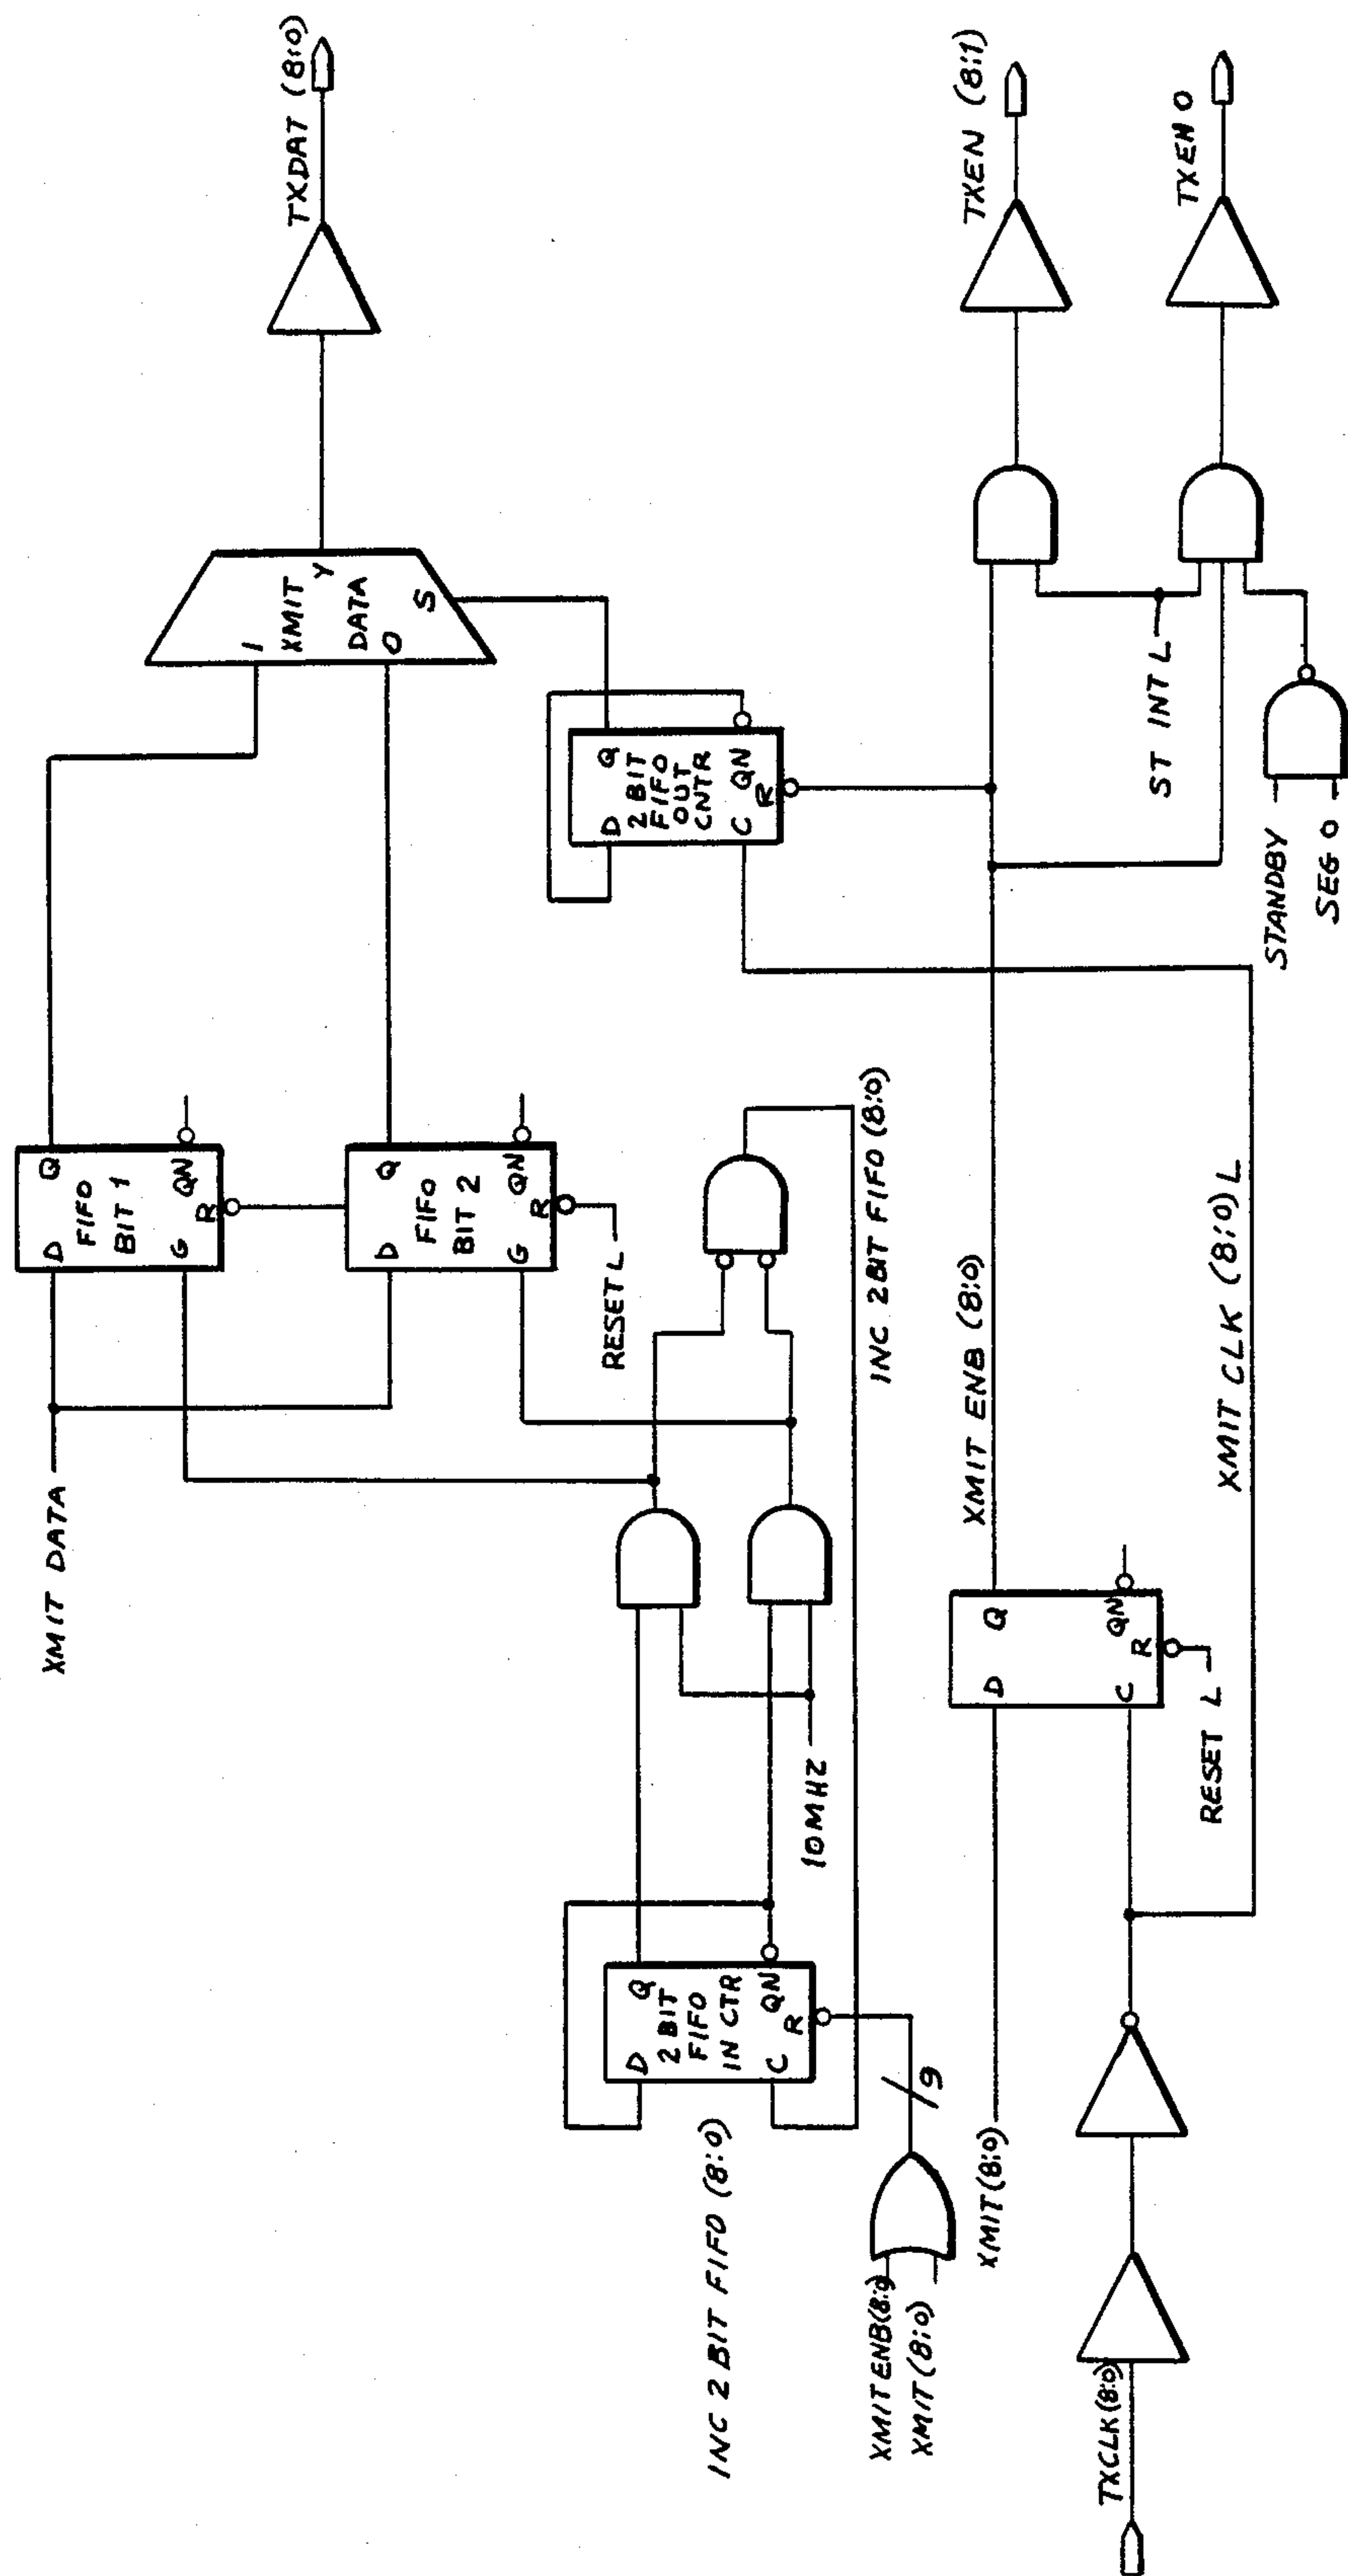 XMIT DATA
D
Q
FIFO
BIT 1
G
QN
R
D
Q
FIFO
BIT 2
G
QN
R
RESET L
1
XMIT
Y
DATA
0
S
TXDAT (8:0)
INC 2 BIT FIFO (8:0)
D
Q
2 BIT
FIFO
IN CTR
C
QN
R
9
XMIT ENB (8:0)
XMIT (8:0)
10MHZ
INC 2BIT FIFO (8:0)
D
Q
2 BIT
FIFO
OUT
CNTR
C
QN
R
XMIT (8:0)
D
Q
C
QN
R
RESET L
XMIT ENB (8:0)
XMIT CLK (8:0) L
TXCLK (8:0)
ST INT L
STANDBY
SEG 0
TXEN (8:1)
TXEN 0